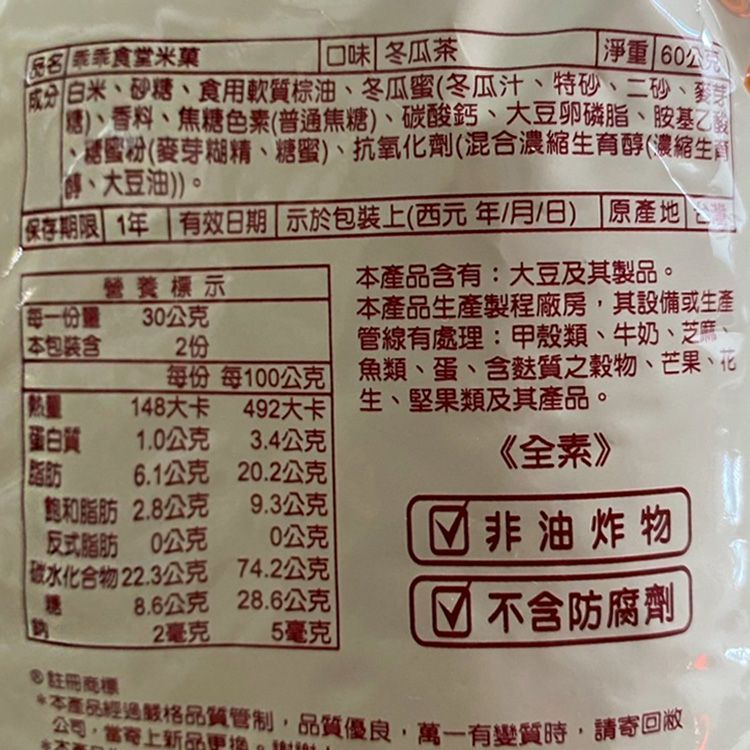 品名 乖乖食堂米菓 口味 冬瓜茶 淨重 60公克
成分 白米、砂糖、食用軟質棕油、冬瓜蜜(冬瓜汁、特砂、二砂、麥芽
糖)、香料、焦糖色素(普通焦糖)、碳酸鈣、大豆卵磷脂、胺基乙酸
、糖蜜粉(麥芽糊精、糖蜜)、抗氧化劑(混合濃縮生育醇(濃縮生育
醇、大豆油))。
保存期限 1年 有效日期 示於包裝上(西元 年/月/日) 原產地 台灣
營養標示
每一份量 30公克
本包裝含 2份
每份 每100公克
熱量 148大卡 492大卡
蛋白質 1.0公克 3.4公克
脂肪 6.1公克 20.2公克
飽和脂肪 2.8公克 9.3公克
反式脂肪 0公克 0公克
碳水化合物 22.3公克 74.2公克
糖 8.6公克 28.6公克
鈉 2毫克 5毫克
本產品含有：大豆及其製品。
本產品生產製程廠房，其設備或生產
管線有處理：甲殼類、牛奶、芝麻、
魚類、蛋、含麩質之穀物、芒果、花
生、堅果類及其產品。
《全素》
非油炸物
不含防腐劑
®註冊商標
*本產品經過嚴格品質管制，品質優良，萬一有變質時，請寄回敝
公司，當寄上新品更換。謝謝